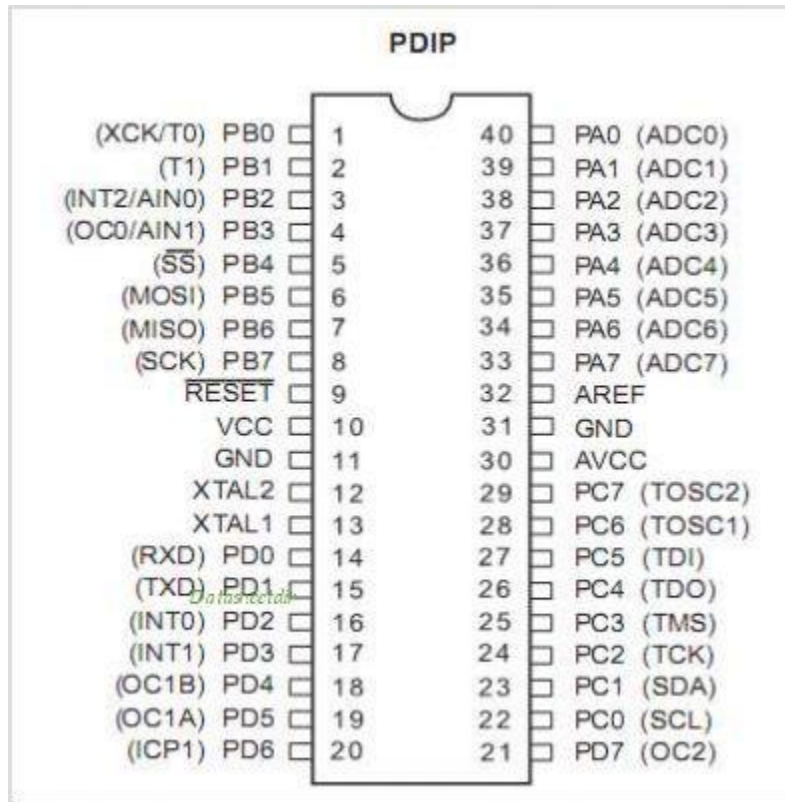 PDIP
(XCK/T0) PB0 1 40 PA0 (ADC0)
(T1) PB1 2 39 PA1 (ADC1)
(INT2/AIN0) PB2 3 38 PA2 (ADC2)
(OC0/AIN1) PB3 4 37 PA3 (ADC3)
(SS) PB4 5 36 PA4 (ADC4)
(MOSI) PB5 6 35 PA5 (ADC5)
(MISO) PB6 7 34 PA6 (ADC6)
(SCK) PB7 8 33 PA7 (ADC7)
RESET 9 32 AREF
VCC 10 31 GND
GND 11 30 AVCC
XTAL2 12 29 PC7 (TOSC2)
XTAL1 13 28 PC6 (TOSC1)
(RXD) PD0 14 27 PC5 (TDI)
(TXD) PD1 15 26 PC4 (TDO)
(INT0) PD2 16 25 PC3 (TMS)
(INT1) PD3 17 24 PC2 (TCK)
(OC1B) PD4 18 23 PC1 (SDA)
(OC1A) PD5 19 22 PC0 (SCL)
(ICP1) PD6 20 21 PD7 (OC2)